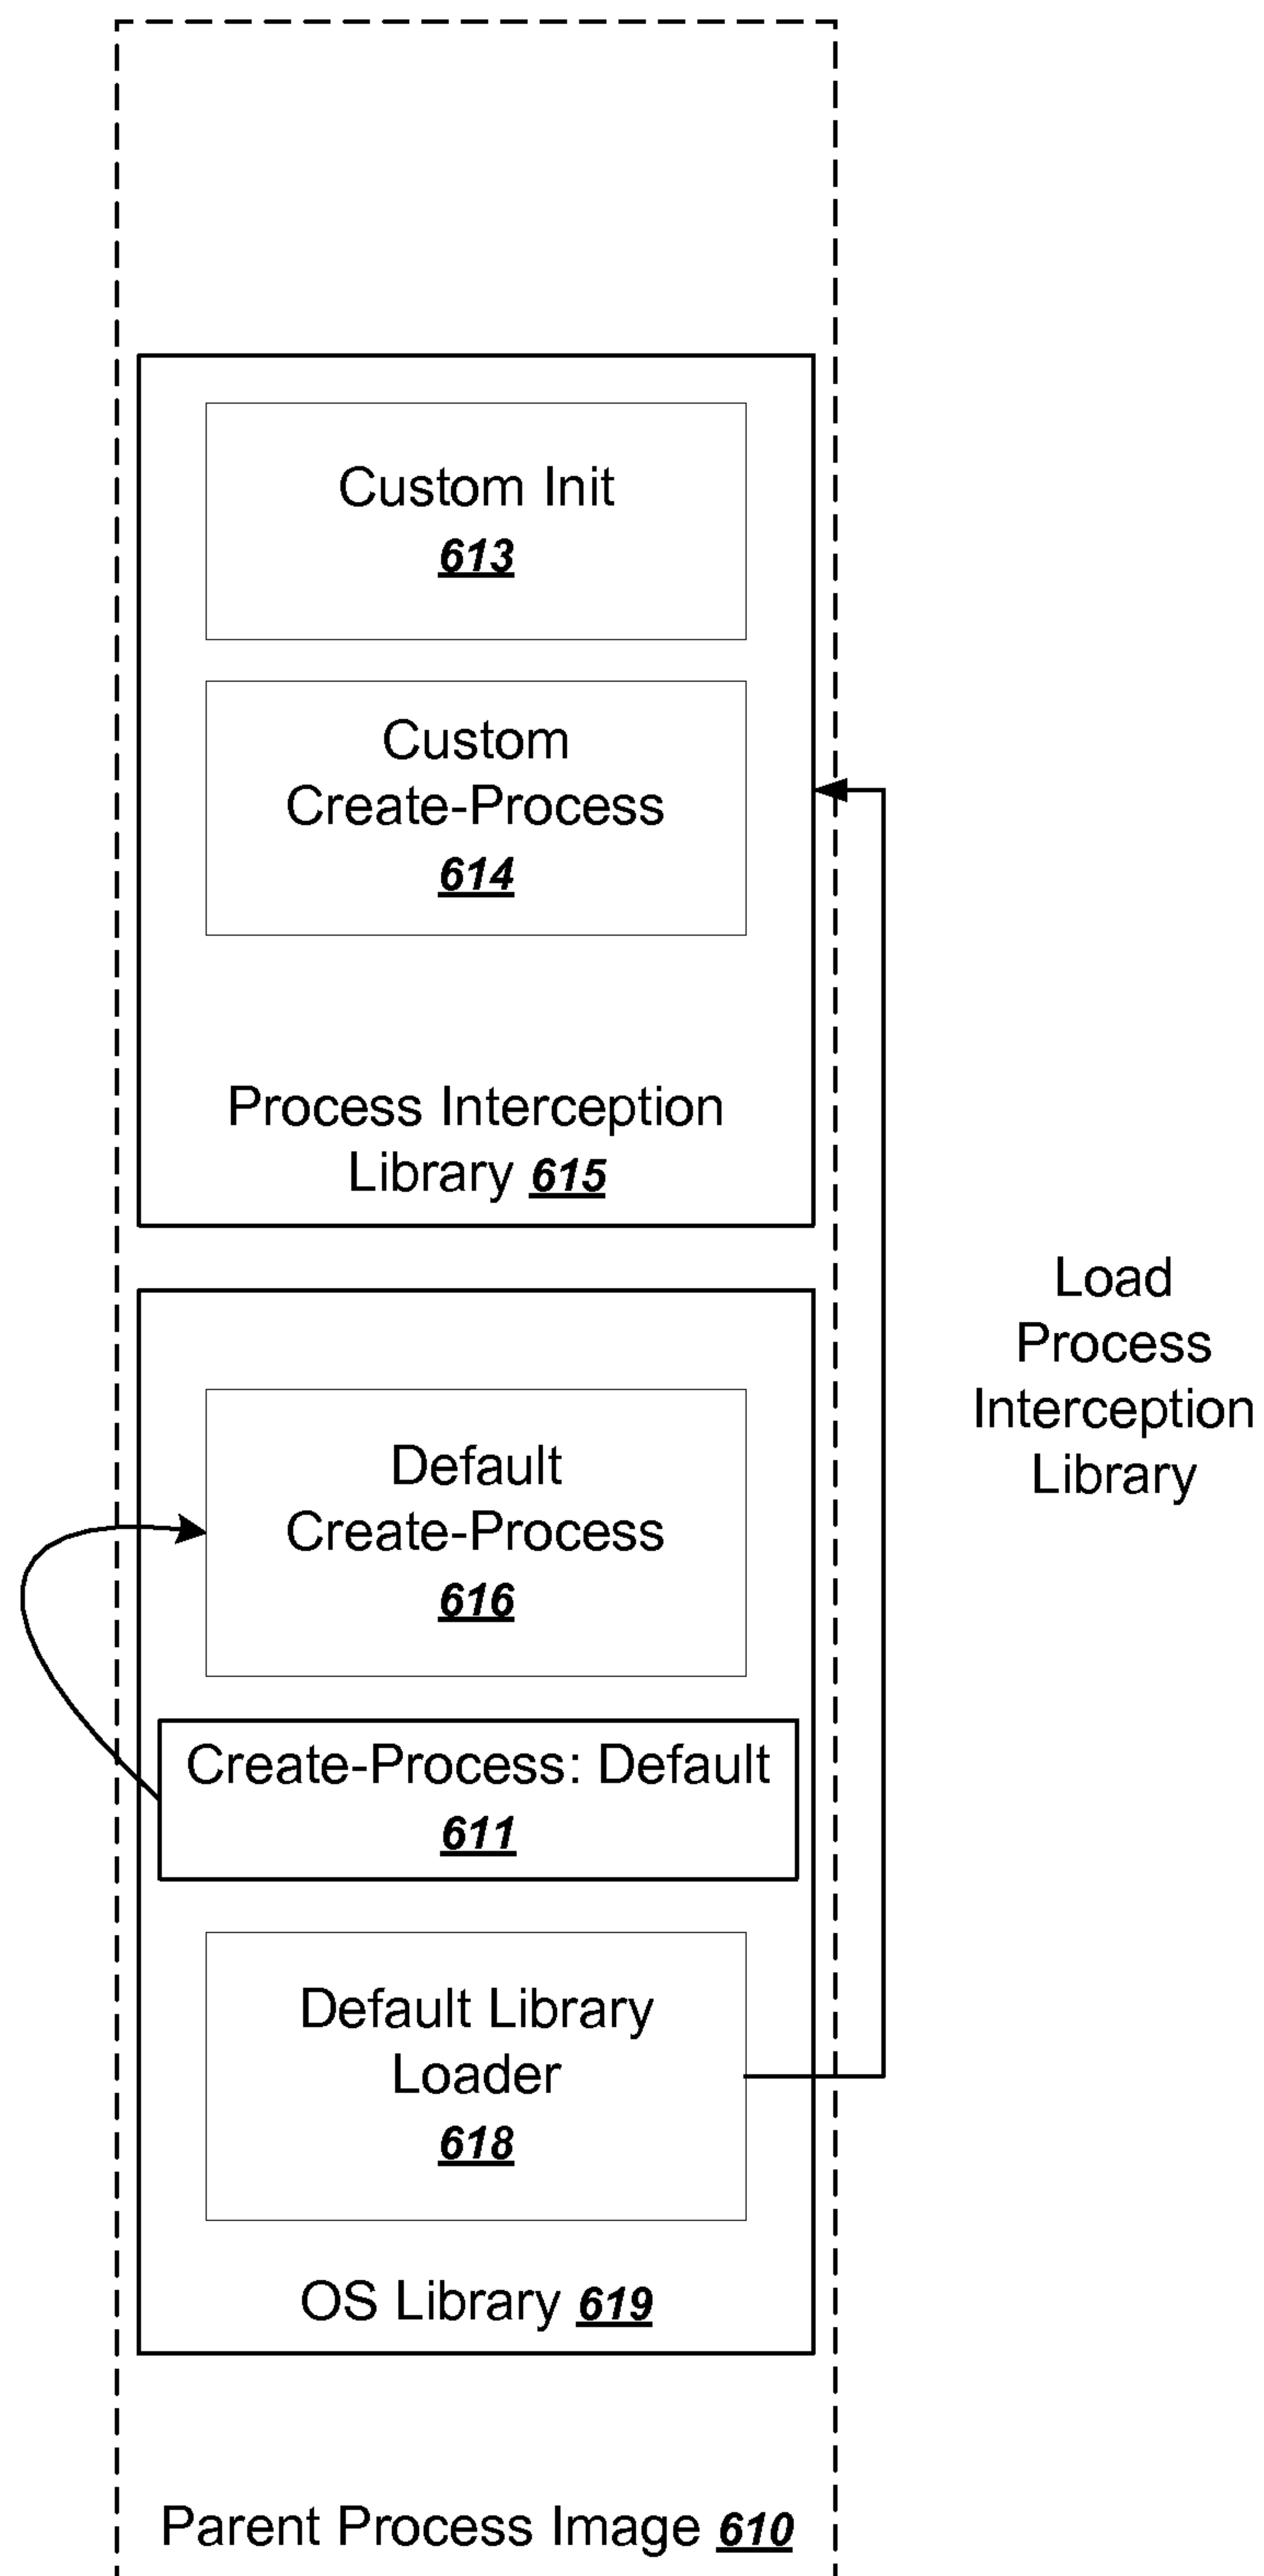 Custom Init
613
Custom
Create-Process
614
Process Interception
Library 615
Load
Process
Interception
Library
Default
Create-Process
616
Create-Process: Default
611
Default Library
Loader
618
OS Library 619
Parent Process Image 610